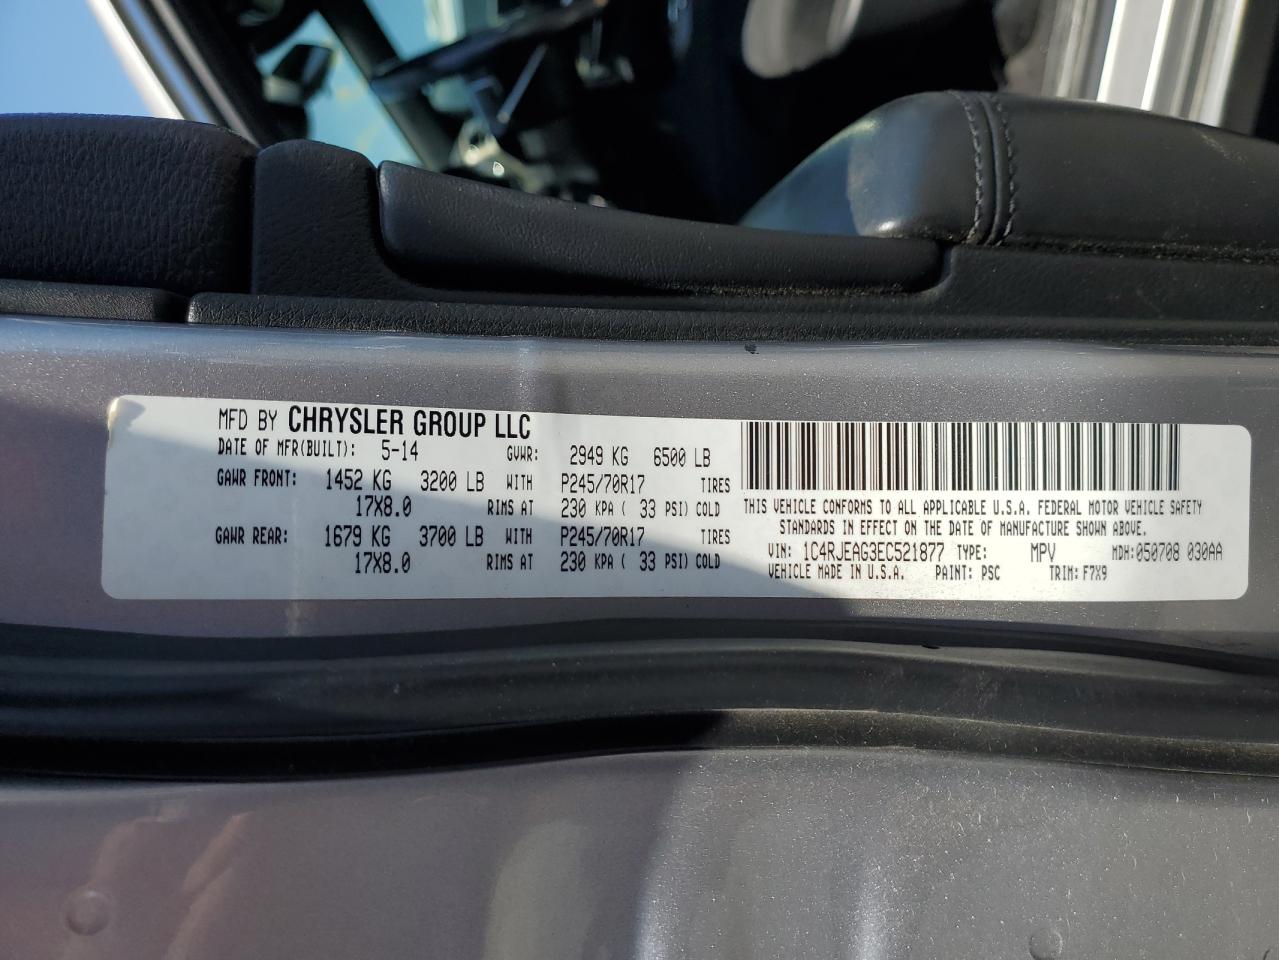 MFD BY CHRYSLER GROUP LLC
DATE OF MFR(BUILT): 5-14 GVWR: 2949 KG 6500 LB
GAWR FRONT: 1452 KG 3200 LB WITH P245/70R17 TIRES
17X8.0 RIMS AT 230 KPA ( 33 PSI) COLD
GAWR REAR: 1679 KG 3700 LB WITH P245/70R17 TIRES
17X8.0 RIMS AT 230 KPA ( 33 PSI) COLD
THIS VEHICLE CONFORMS TO ALL APPLICABLE U.S.A. FEDERAL MOTOR VEHICLE SAFETY
STANDARDS IN EFFECT ON THE DATE OF MANUFACTURE SHOWN ABOVE.
VIN: 1C4RJEAG3EC521877 TYPE: MPV MDH: 050708 030AA
VEHICLE MADE IN U.S.A. PAINT: PSC TRIM: F7X9